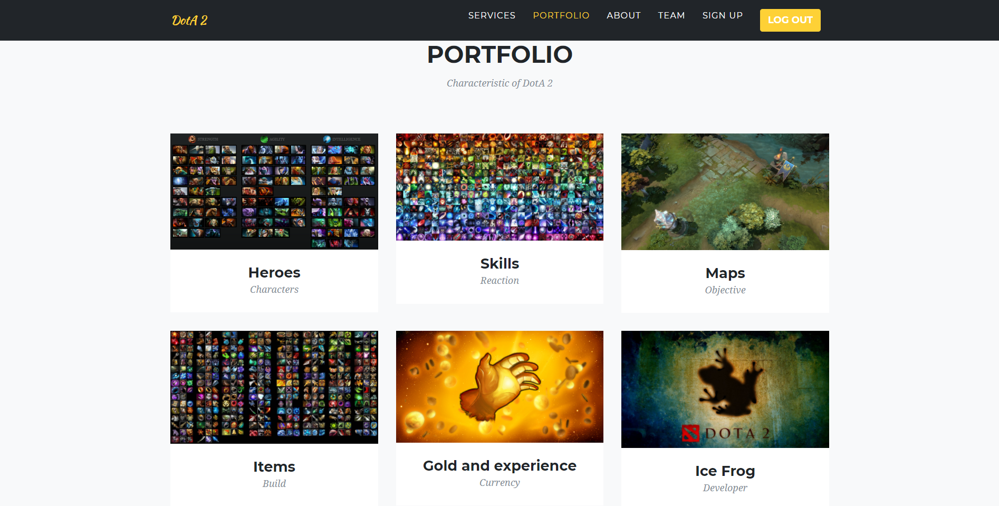 DotA 2
SERVICES
PORTFOLIO
ABOUT
TEAM
SIGN UP
LOG OUT
PORTFOLIO
Characteristic of DotA 2
STRENGTH
AGILITY
INTELLIGENCE
Heroes
Characters
Skills
Reaction
Maps
Objective
Items
Build
Gold and experience
Currency
DOTA 2
Ice Frog
Developer